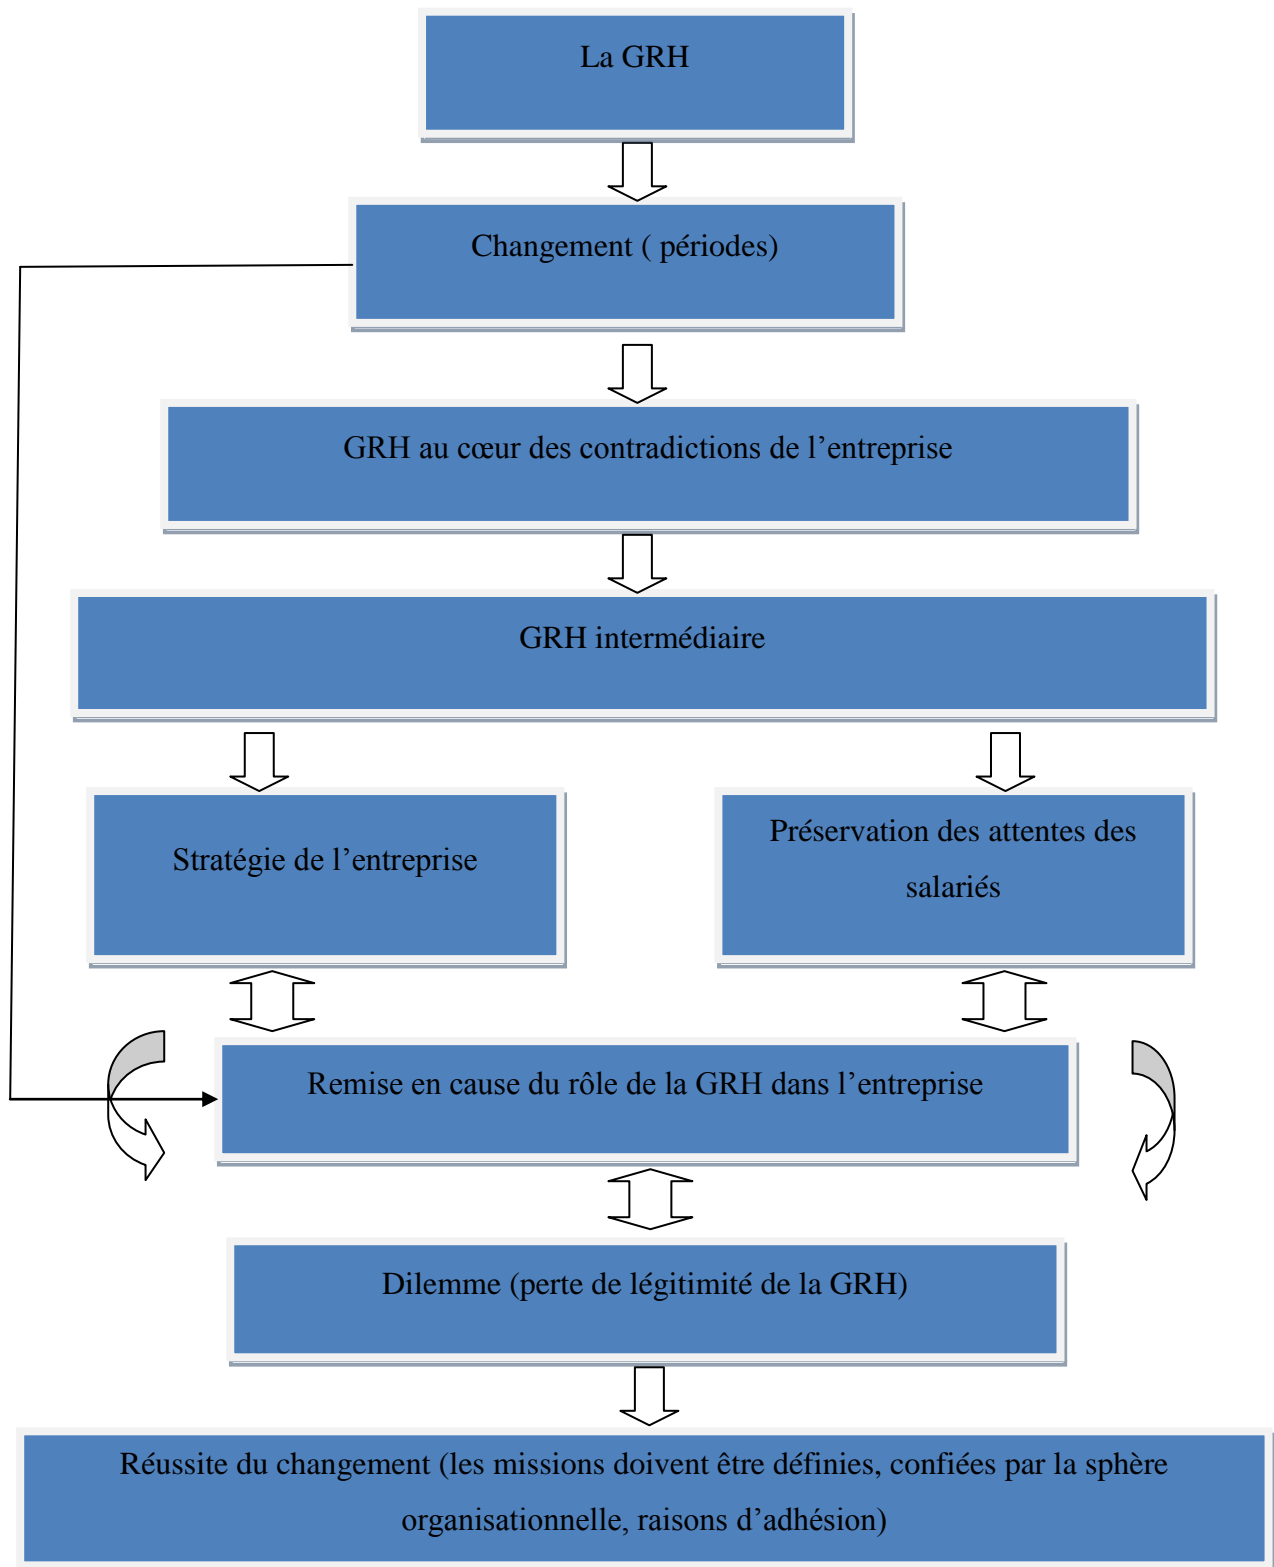 La GRH
Changement ( périodes)
GRH au cœur des contradictions de l’entreprise
GRH intermédiaire
Stratégie de l’entreprise
Préservation des attentes des
salariés
Remise en cause du rôle de la GRH dans l’entreprise
Dilemme (perte de légitimité de la GRH)
Réussite du changement (les missions doivent être définies, confiées par la sphère
organisationnelle, raisons d’adhésion)